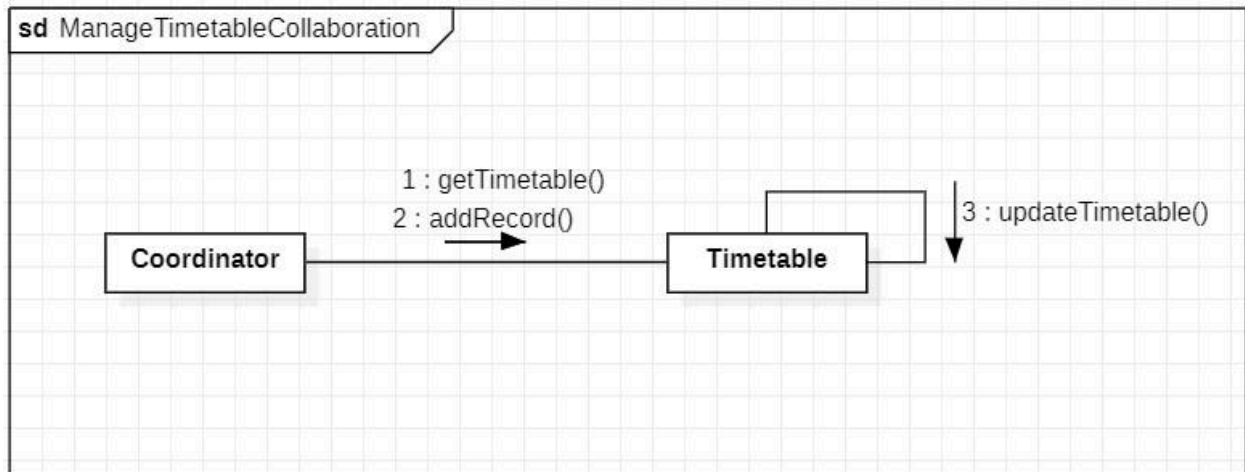 sd ManageTimetableCollaboration
1 : getTimetable()
2 : addRecord()
3 : updateTimetable()
Coordinator
Timetable